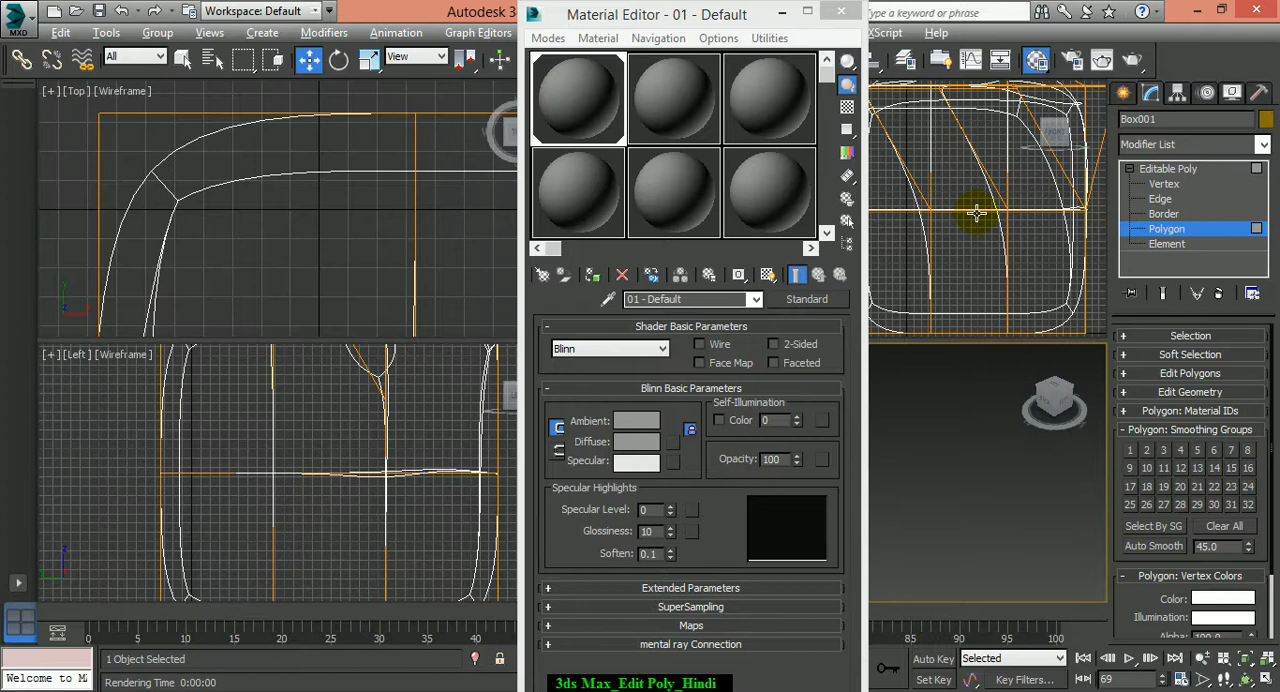 MXD
Workspace: Default
Autodesk 3
Material Editor - 01 - Default
Type a keyword or phrase
Edit
Tools
Group
Views
Create
Modifiers
Animation
Graph Editors
Modes
Material
Navigation
Options
Utilities
XScript
Help
All
View
[+] [Top] [Wireframe]
[+] [Left] [Wireframe]
01 - Default
Standard
Shader Basic Parameters
Blinn
Wire
2-Sided
Face Map
Faceted
Blinn Basic Parameters
Self-Illumination
Ambient:
Color
0
Diffuse:
Specular:
Opacity:
100
Specular Highlights
Specular Level:
0
Glossiness:
10
Soften:
0.1
Extended Parameters
SuperSampling
Maps
mental ray Connection
3ds Max_Edit Poly_Hindi
Box001
Modifier List
Editable Poly
Vertex
Edge
Border
Polygon
Element
Selection
Soft Selection
Edit Polygons
Edit Geometry
Polygon: Material IDs
Polygon: Smoothing Groups
1 2 3 4 5 6 7 8
9 10 11 12 13 14 15 16
17 18 19 20 21 22 23 24
25 26 27 28 29 30 31 32
Select By SG
Clear All
Auto Smooth
45.0
Polygon: Vertex Colors
Color:
Illumination:
Alpha:
100.0
0 5 10 15 20 25 30 35 40
85 90 95 100
1 Object Selected
Welcome to M
Rendering Time 0:00:00
Auto Key
Selected
Set Key
Key Filters...
69